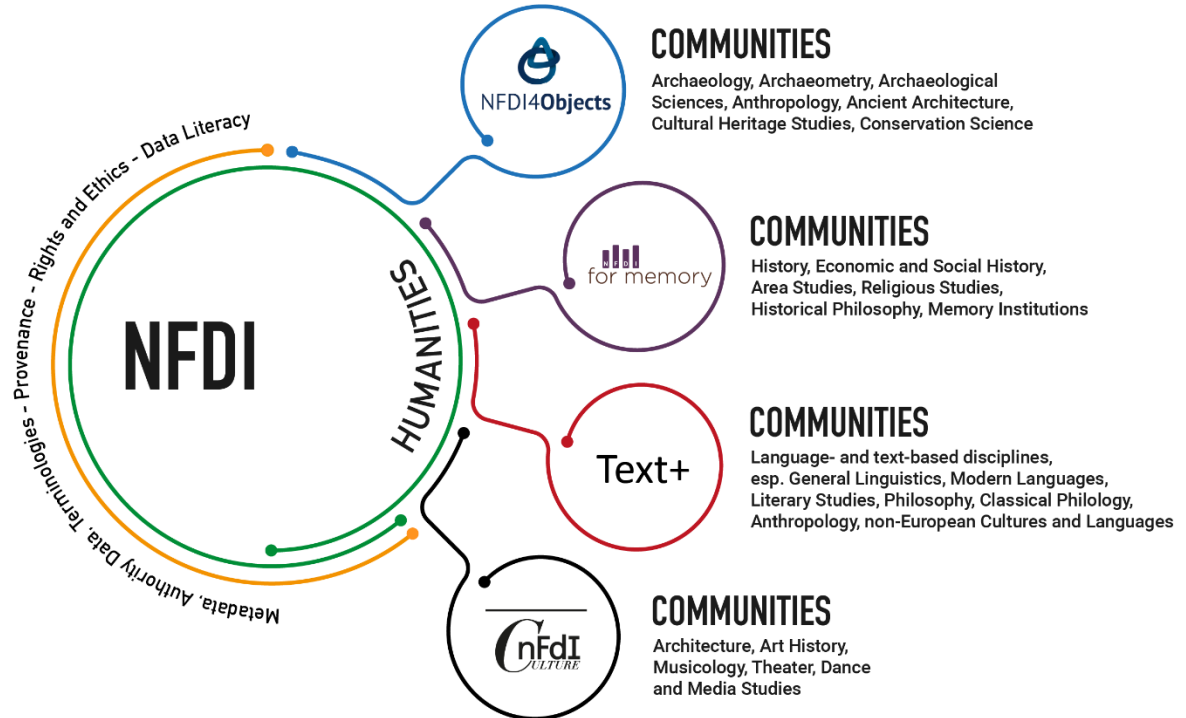 NFDI
HUMANITIES
Metadata, Authority Data, Terminologies - Provenance - Rights and Ethics - Data Literacy
NFDI4Objects
COMMUNITIES
Archaeology, Archaeometry, Archaeological
Sciences, Anthropology, Ancient Architecture,
Cultural Heritage Studies, Conservation Science
NFDI
for memory
COMMUNITIES
History, Economic and Social History,
Area Studies, Religious Studies,
Historical Philosophy, Memory Institutions
Text+
COMMUNITIES
Language- and text-based disciplines,
esp. General Linguistics, Modern Languages,
Literary Studies, Philosophy, Classical Philology,
Anthropology, non-European Cultures and Languages
nFdI
CULTURE
COMMUNITIES
Architecture, Art History,
Musicology, Theater, Dance
and Media Studies